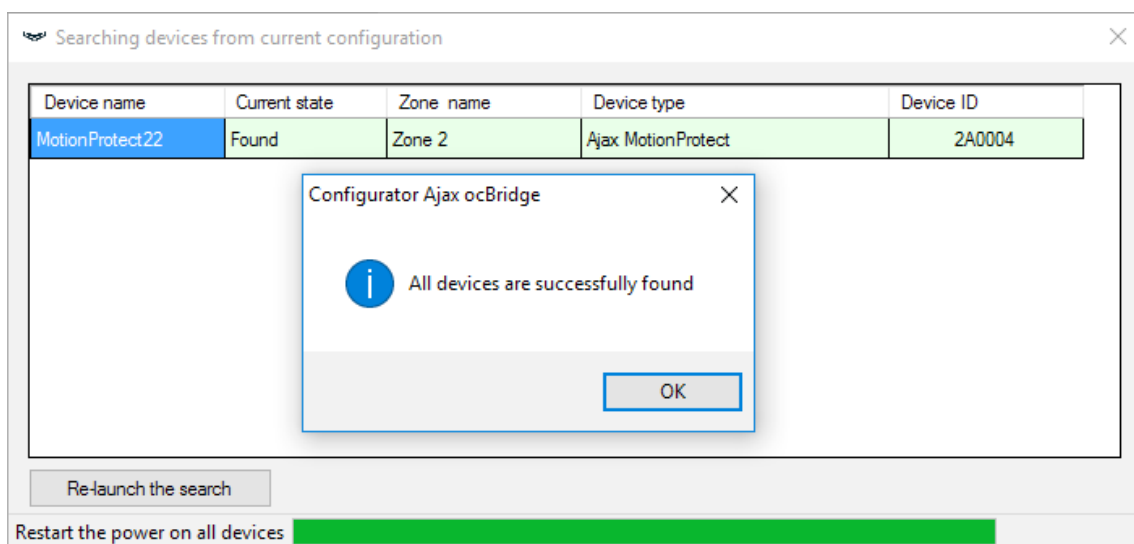 Searching devices from current configuration
Device name Current state Zone name Device type Device ID
MotionProtect22 Found Zone 2 Ajax MotionProtect 2A0004
Configurator Ajax ocBridge
All devices are successfully found
OK
Re-launch the search
Restart the power on all devices